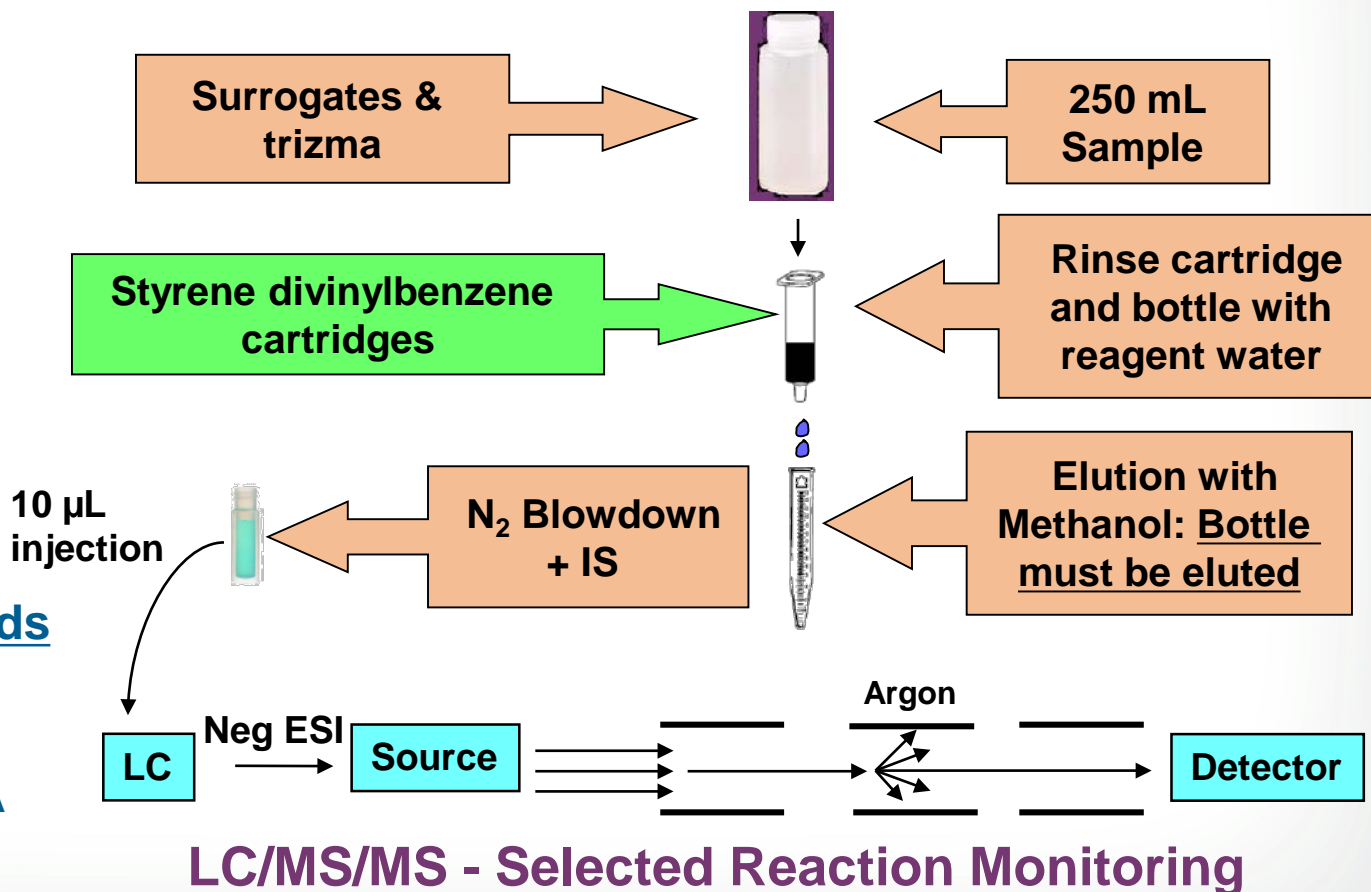 Surrogates &
trizma
250 mL
Sample
Styrene divinylbenzene
cartridges
Rinse cartridge
and bottle with
reagent water
10 µL
injection
N₂ Blowdown
+ IS
Elution with
Methanol: Bottle
must be eluted
ds
Argon
LC
Neg ESI
Source
Detector
LC/MS/MS - Selected Reaction Monitoring